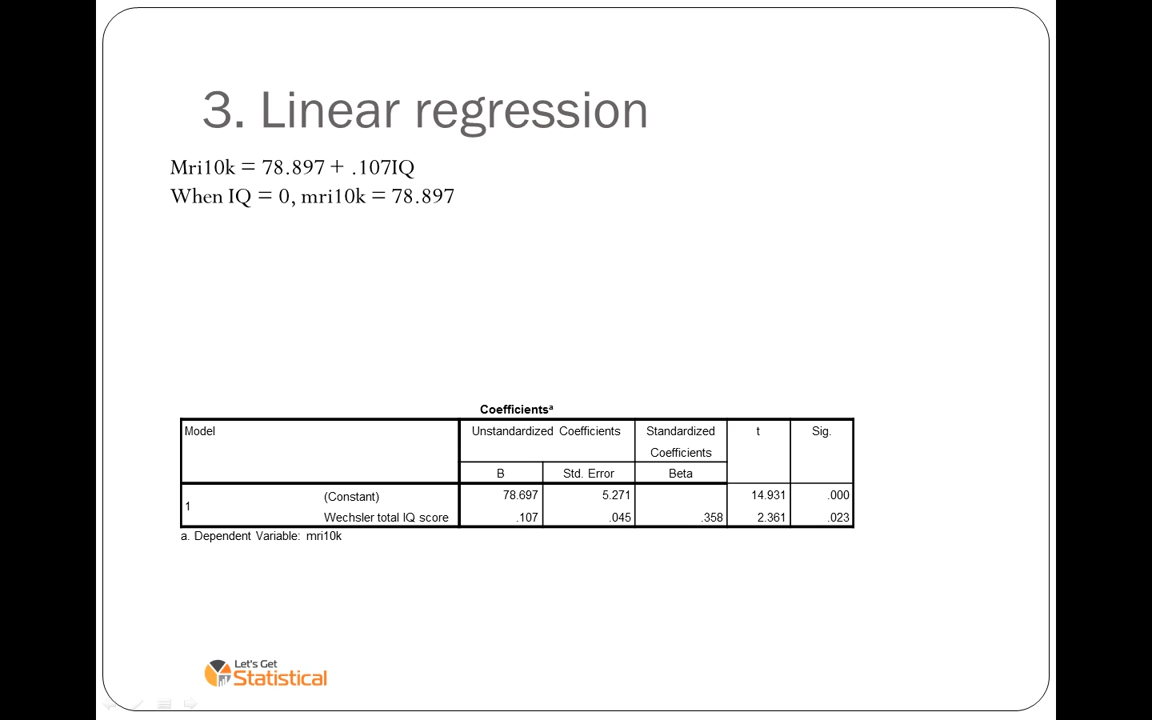 3. Linear regression
Mri10k = 78.897 + .107IQ
When IQ = 0, mri10k = 78.897
Coefficientsª
Model Unstandardized Coefficients Standardized Coefficients t Sig.
B Std. Error Beta
1 (Constant) 78.697 5.271 14.931 .000
Wechsler total IQ score .107 .045 .358 2.361 .023
a. Dependent Variable: mri10k
Let's Get
Statistical